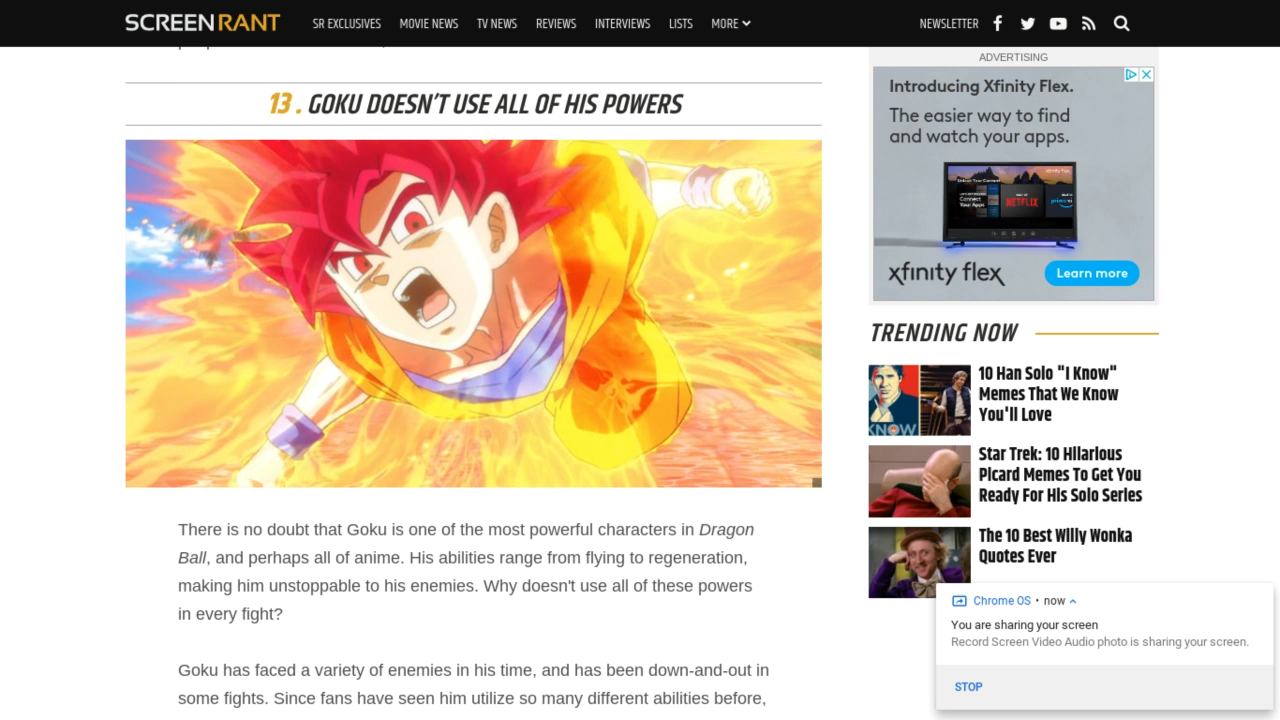 SCREENRANT SR EXCLUSIVES MOVIE NEWS TV NEWS REVIEWS INTERVIEWS LISTS MORE NEWSLETTER
13 . GOKU DOESN’T USE ALL OF HIS POWERS
There is no doubt that Goku is one of the most powerful characters in Dragon
Ball, and perhaps all of anime. His abilities range from flying to regeneration,
making him unstoppable to his enemies. Why doesn't use all of these powers
in every fight?
Goku has faced a variety of enemies in his time, and has been down-and-out in
some fights. Since fans have seen him utilize so many different abilities before,
ADVERTISING
Introducing Xfinity Flex.
The easier way to find
and watch your apps.
NETFLIX
xfinity flex
Learn more
TRENDING NOW
10 Han Solo "I Know"
Memes That We Know
You'll Love
KNOW
Star Trek: 10 Hilarious
Picard Memes To Get You
Ready For His Solo Series
The 10 Best Willy Wonka
Quotes Ever
Chrome OS • now
You are sharing your screen
Record Screen Video Audio photo is sharing your screen.
STOP